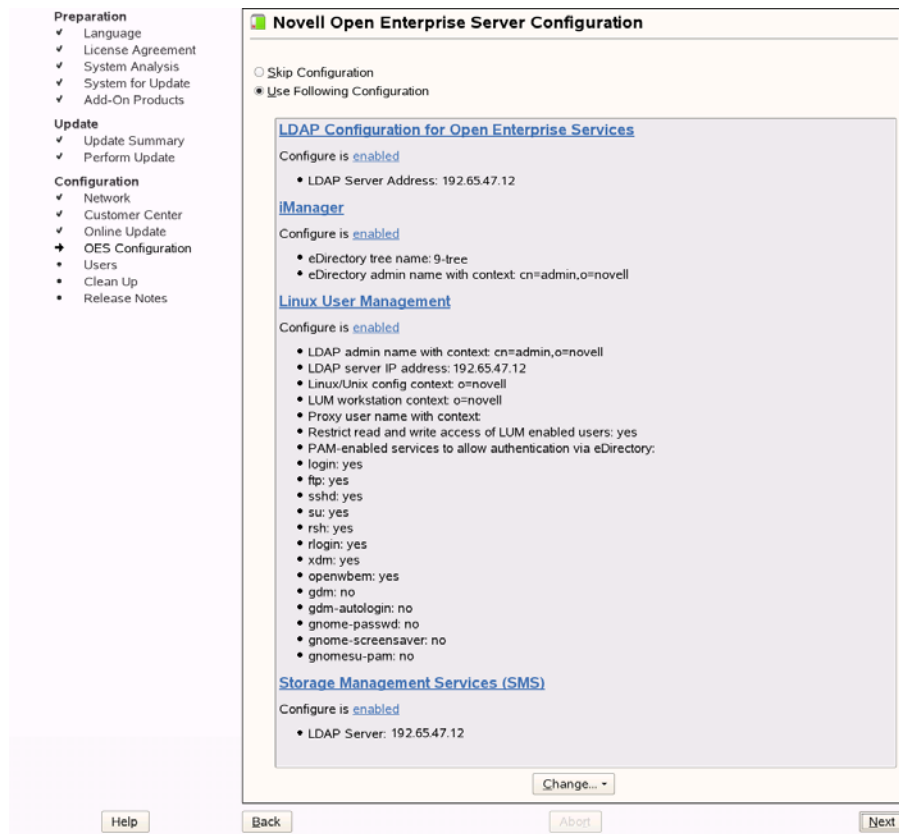 Preparation
Language
License Agreement
System Analysis
System for Update
Add-On Products
Update
Update Summary
Perform Update
Configuration
Network
Customer Center
Online Update
OES Configuration
Users
Clean Up
Release Notes
Novell Open Enterprise Server Configuration
Skip Configuration
Use Following Configuration
LDAP Configuration for Open Enterprise Services
Configure is enabled
LDAP Server Address: 192.65.47.12
iManager
Configure is enabled
eDirectory tree name: 9-tree
eDirectory admin name with context: cn=admin,o=novell
Linux User Management
Configure is enabled
LDAP admin name with context: cn=admin,o=novell
LDAP server IP address: 192.65.47.12
Linux/Unix config context: o=novell
LUM workstation context: o=novell
Proxy user name with context:
Restrict read and write access of LUM enabled users: yes
PAM-enabled services to allow authentication via eDirectory:
login: yes
ftp: yes
sshd: yes
su: yes
rsh: yes
rlogin: yes
xdm: yes
openwbem: yes
gdm: no
gdm-autologin: no
gnome-passwd: no
gnome-screensaver: no
gnomesu-pam: no
Storage Management Services (SMS)
Configure is enabled
LDAP Server: 192.65.47.12
Change...
Help
Back
Abort
Next